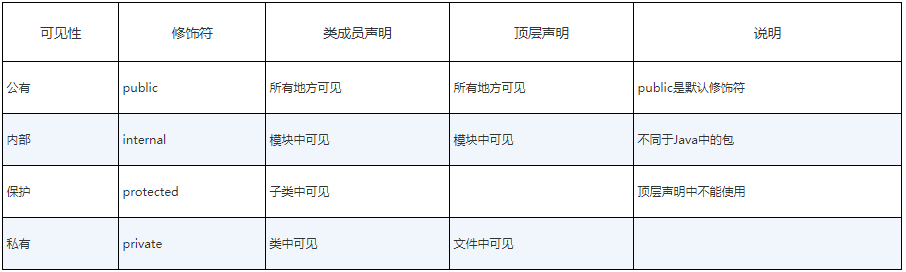 可见性 修饰符 类成员声明 顶层声明 说明
公有 public 所有地方可见 所有地方可见 public是默认修饰符
内部 internal 模块中可见 模块中可见 不同于Java中的包
保护 protected 子类中可见 顶层声明中不能使用
私有 private 类中可见 文件中可见